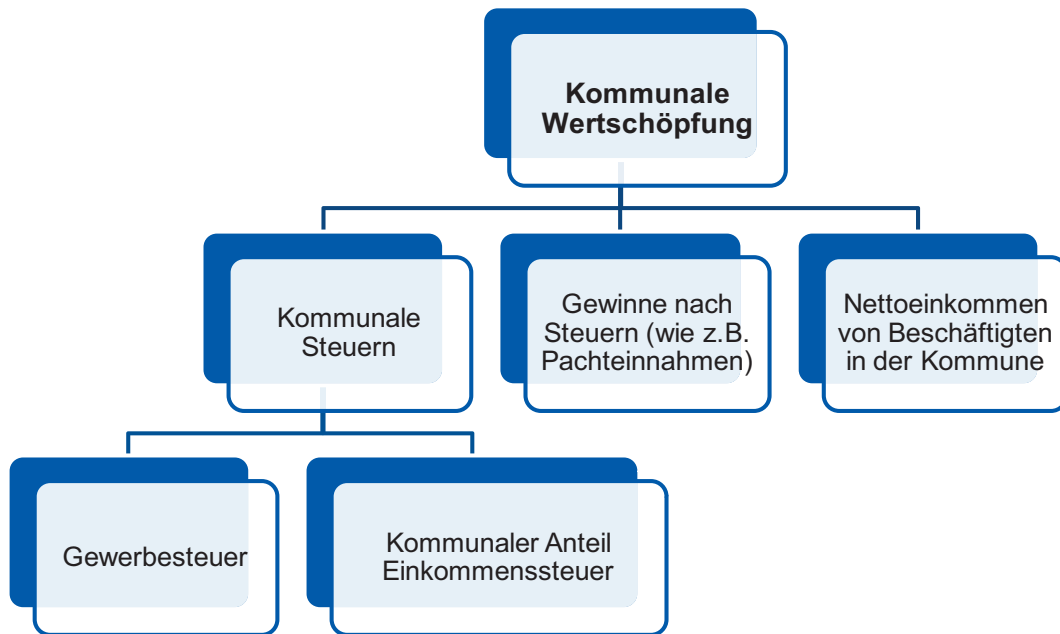 Kommunale
Wertschöpfung
Kommunale
Steuern
Gewinne nach
Steuern (wie z.B.
Pachteinnahmen)
Nettoeinkommen
von Beschäftigten
in der Kommune
Gewerbesteuer
Kommunaler Anteil
Einkommenssteuer